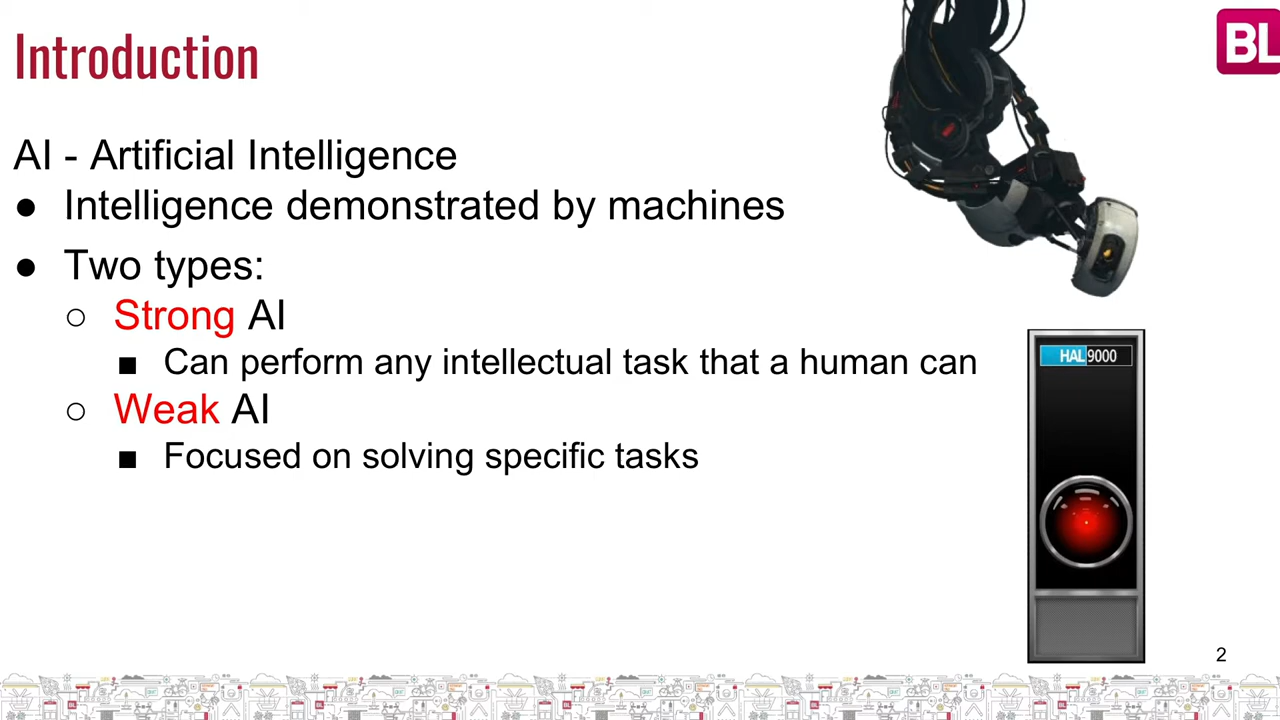 Introduction
BL
AI - Artificial Intelligence
● Intelligence demonstrated by machines
● Two types:
○ Strong AI
■ Can perform any intellectual task that a human can
○ Weak AI
■ Focused on solving specific tasks
HAL 9000
2